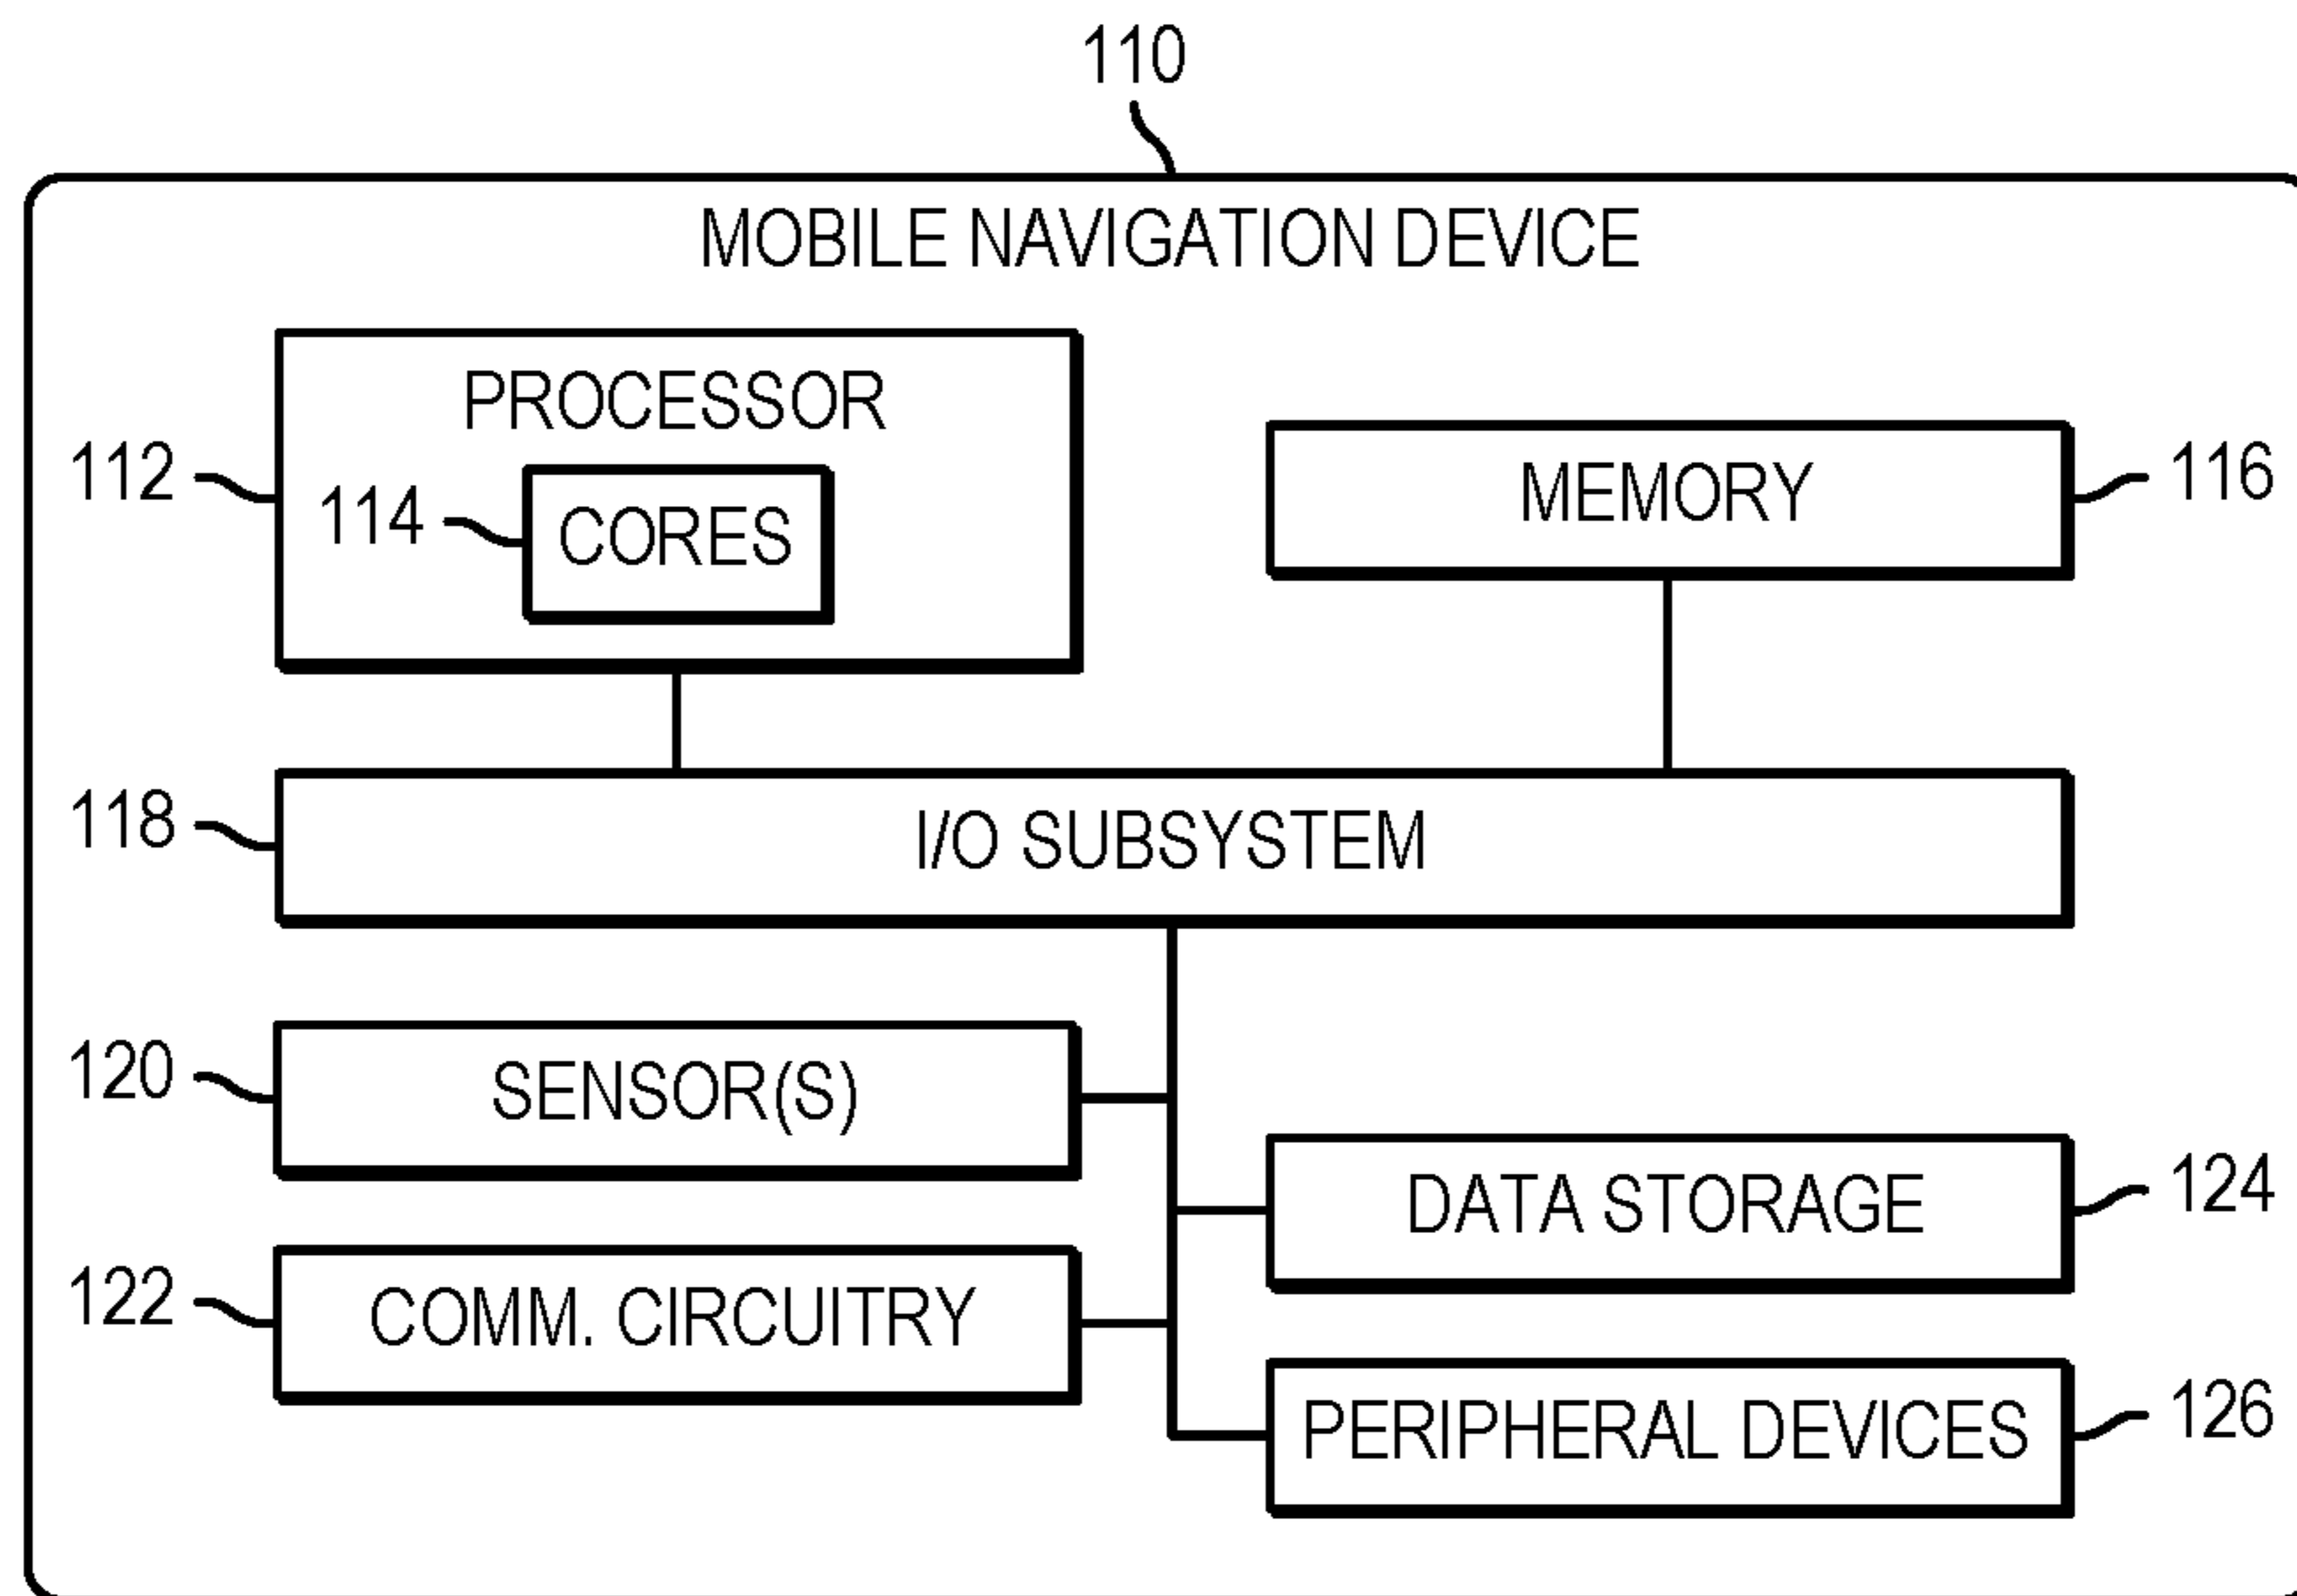 110
MOBILE NAVIGATION DEVICE
PROCESSOR
112
114
CORES
MEMORY
116
118
I/O SUBSYSTEM
120
SENSOR(S)
DATA STORAGE
124
122
COMM. CIRCUITRY
PERIPHERAL DEVICES
126